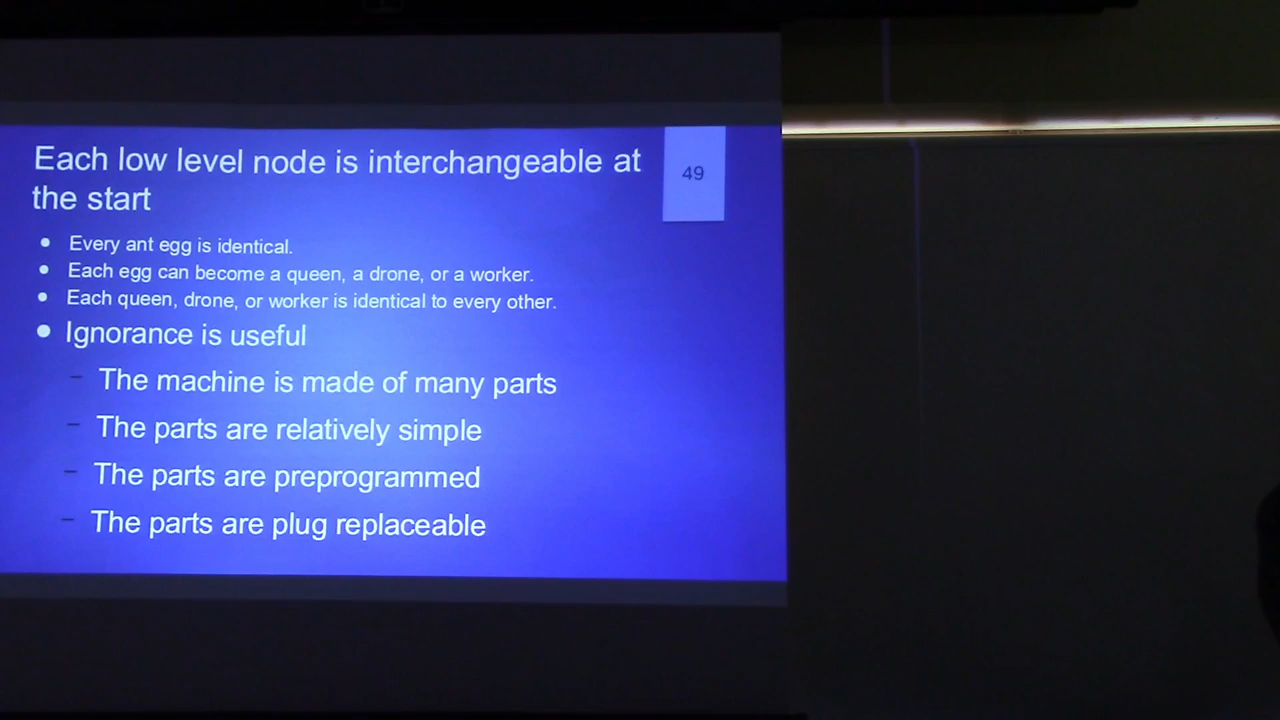 Each low level node is interchangeable at
the start
49
● Every ant egg is identical.
● Each egg can become a queen, a drone, or a worker.
● Each queen, drone, or worker is identical to every other.
● Ignorance is useful
– The machine is made of many parts
– The parts are relatively simple
– The parts are preprogrammed
– The parts are plug replaceable